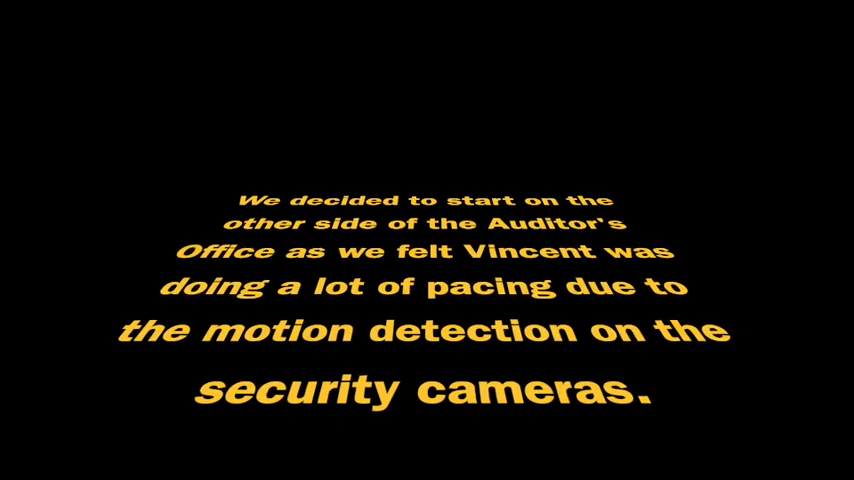 We decided to start on the
other side of the Auditor's
Office as we felt Vincent was
doing a lot of pacing due to
the motion detection on the
security cameras.